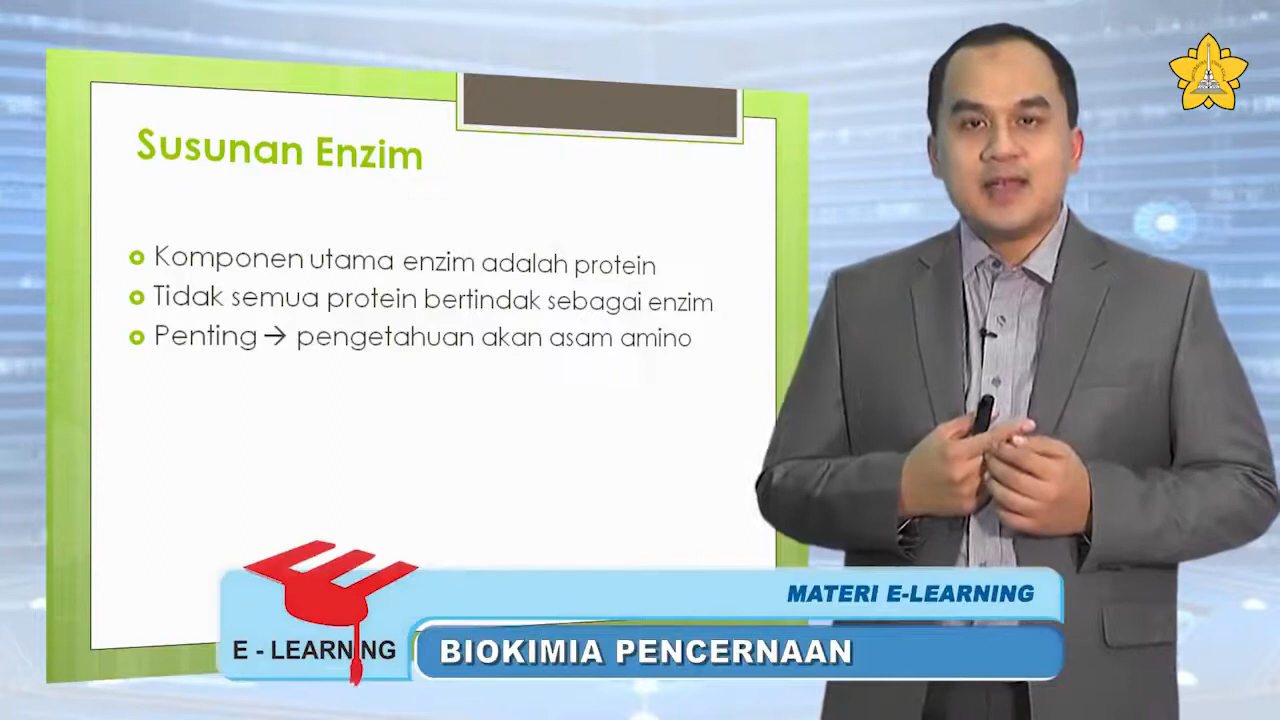 Susunan Enzim
Komponen utama enzim adalah protein
Tidak semua protein bertindak sebagai enzim
Penting → pengetahuan akan asam amino
MATERI E-LEARNING
E - LEARNING
BIOKIMIA PENCERNAAN